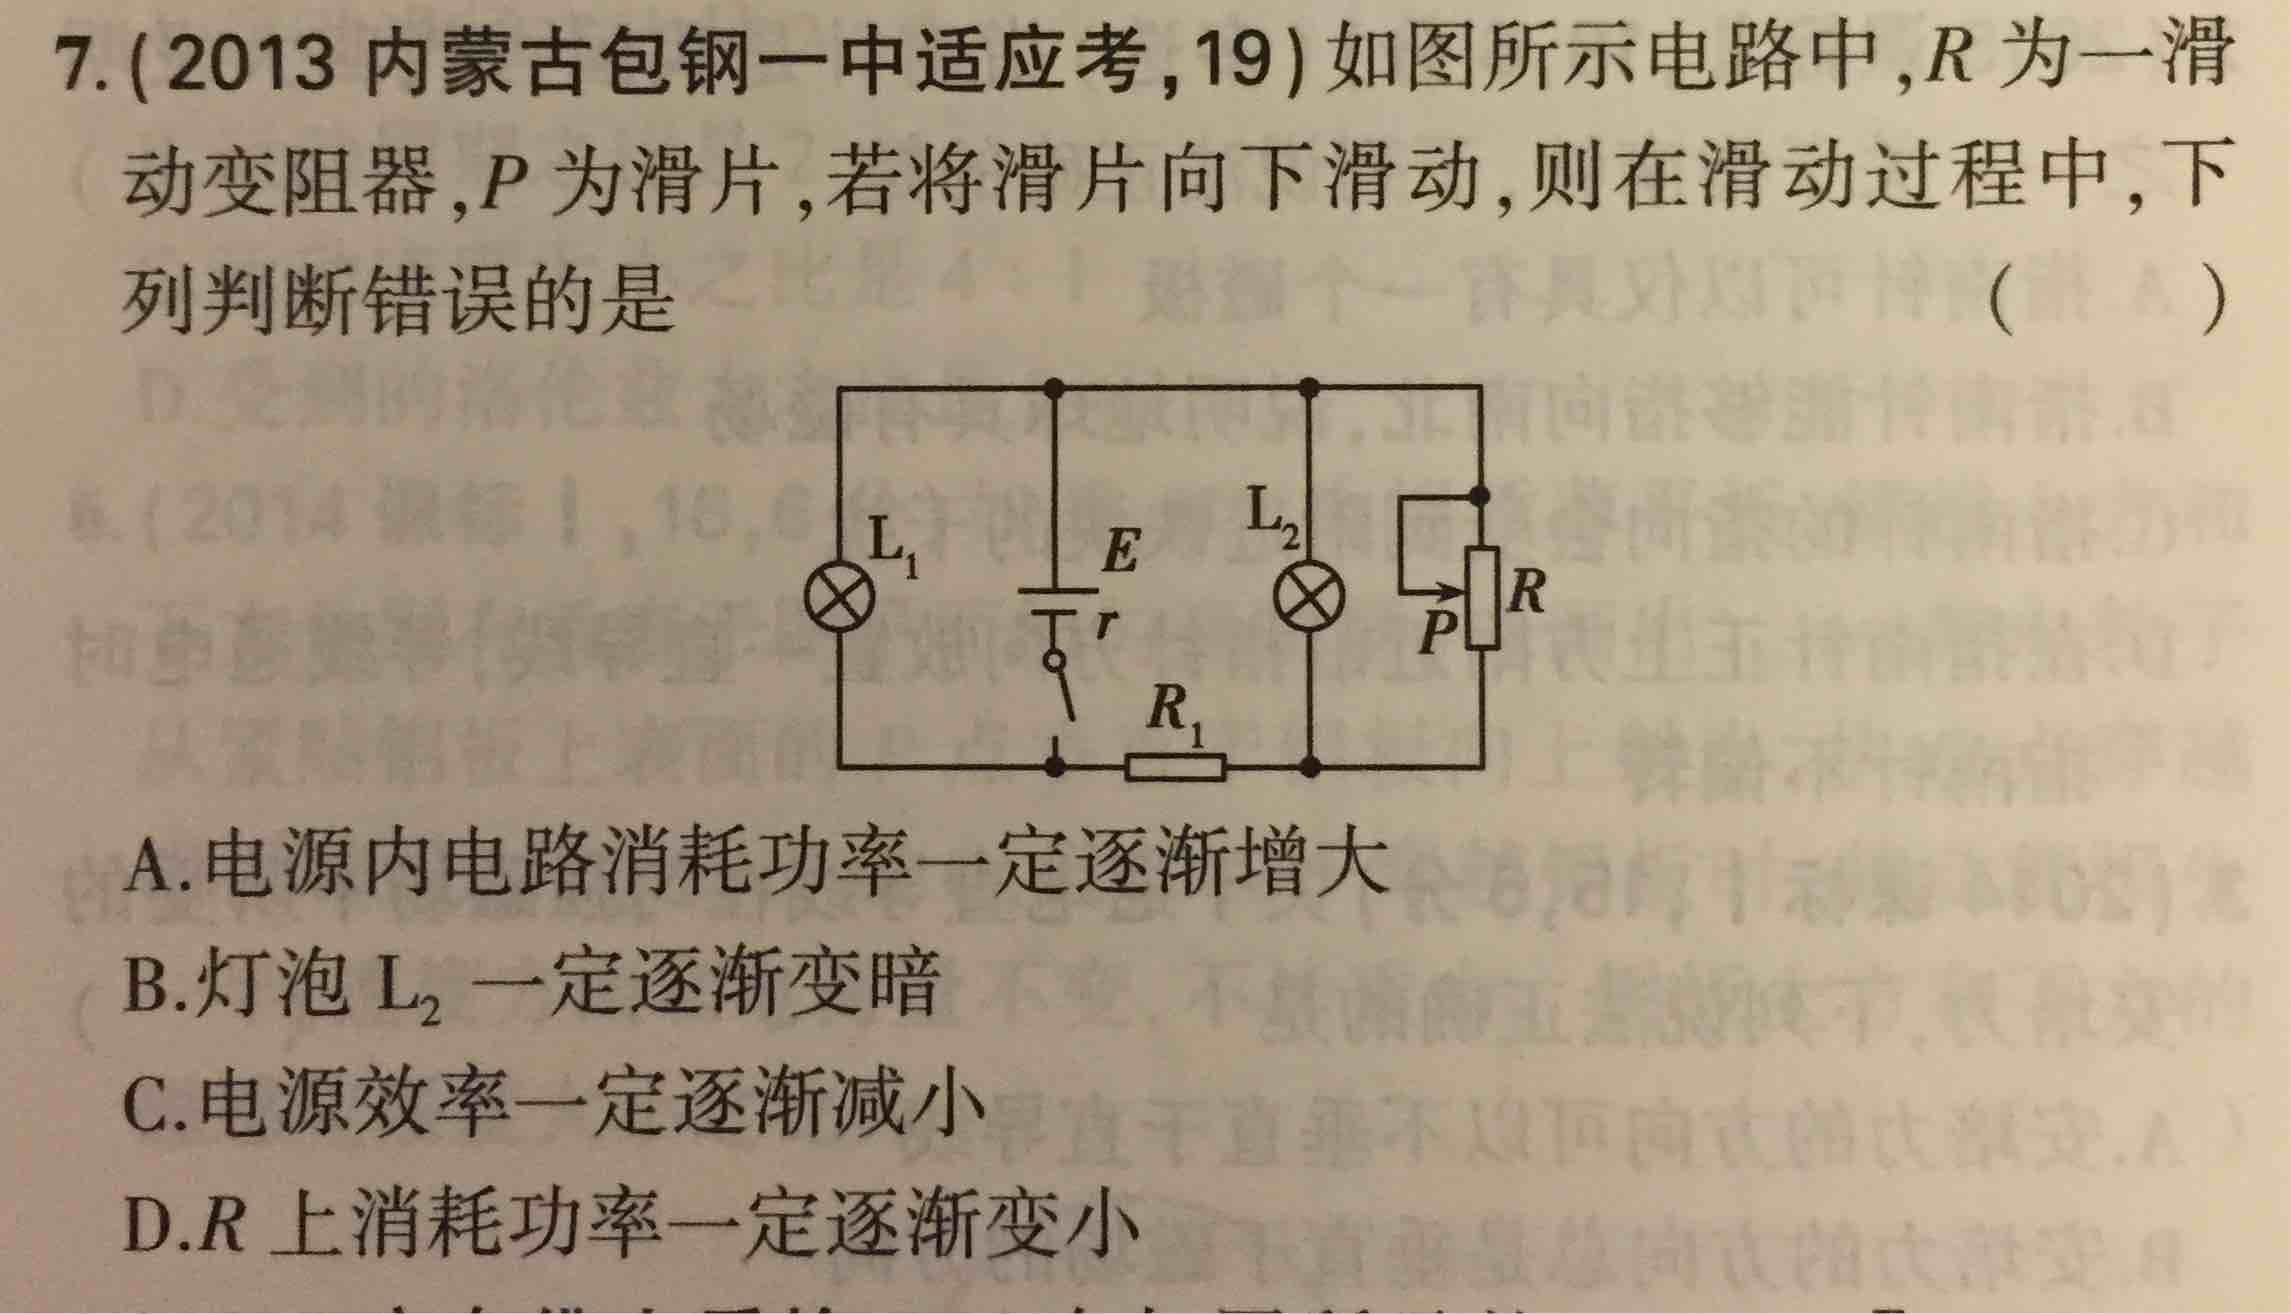 7.(2013 内蒙古包钢一中适应考,19)如图所示电路中,R 为一滑
动变阻器,P 为滑片,若将滑片向下滑动,则在滑动过程中,下
列判断错误的是 ( )
L₁
E
r
L₂
R
P
R₁
A.电源内电路消耗功率一定逐渐增大
B.灯泡 L₂ 一定逐渐变暗
C.电源效率一定逐渐减小
D.R 上消耗功率一定逐渐变小